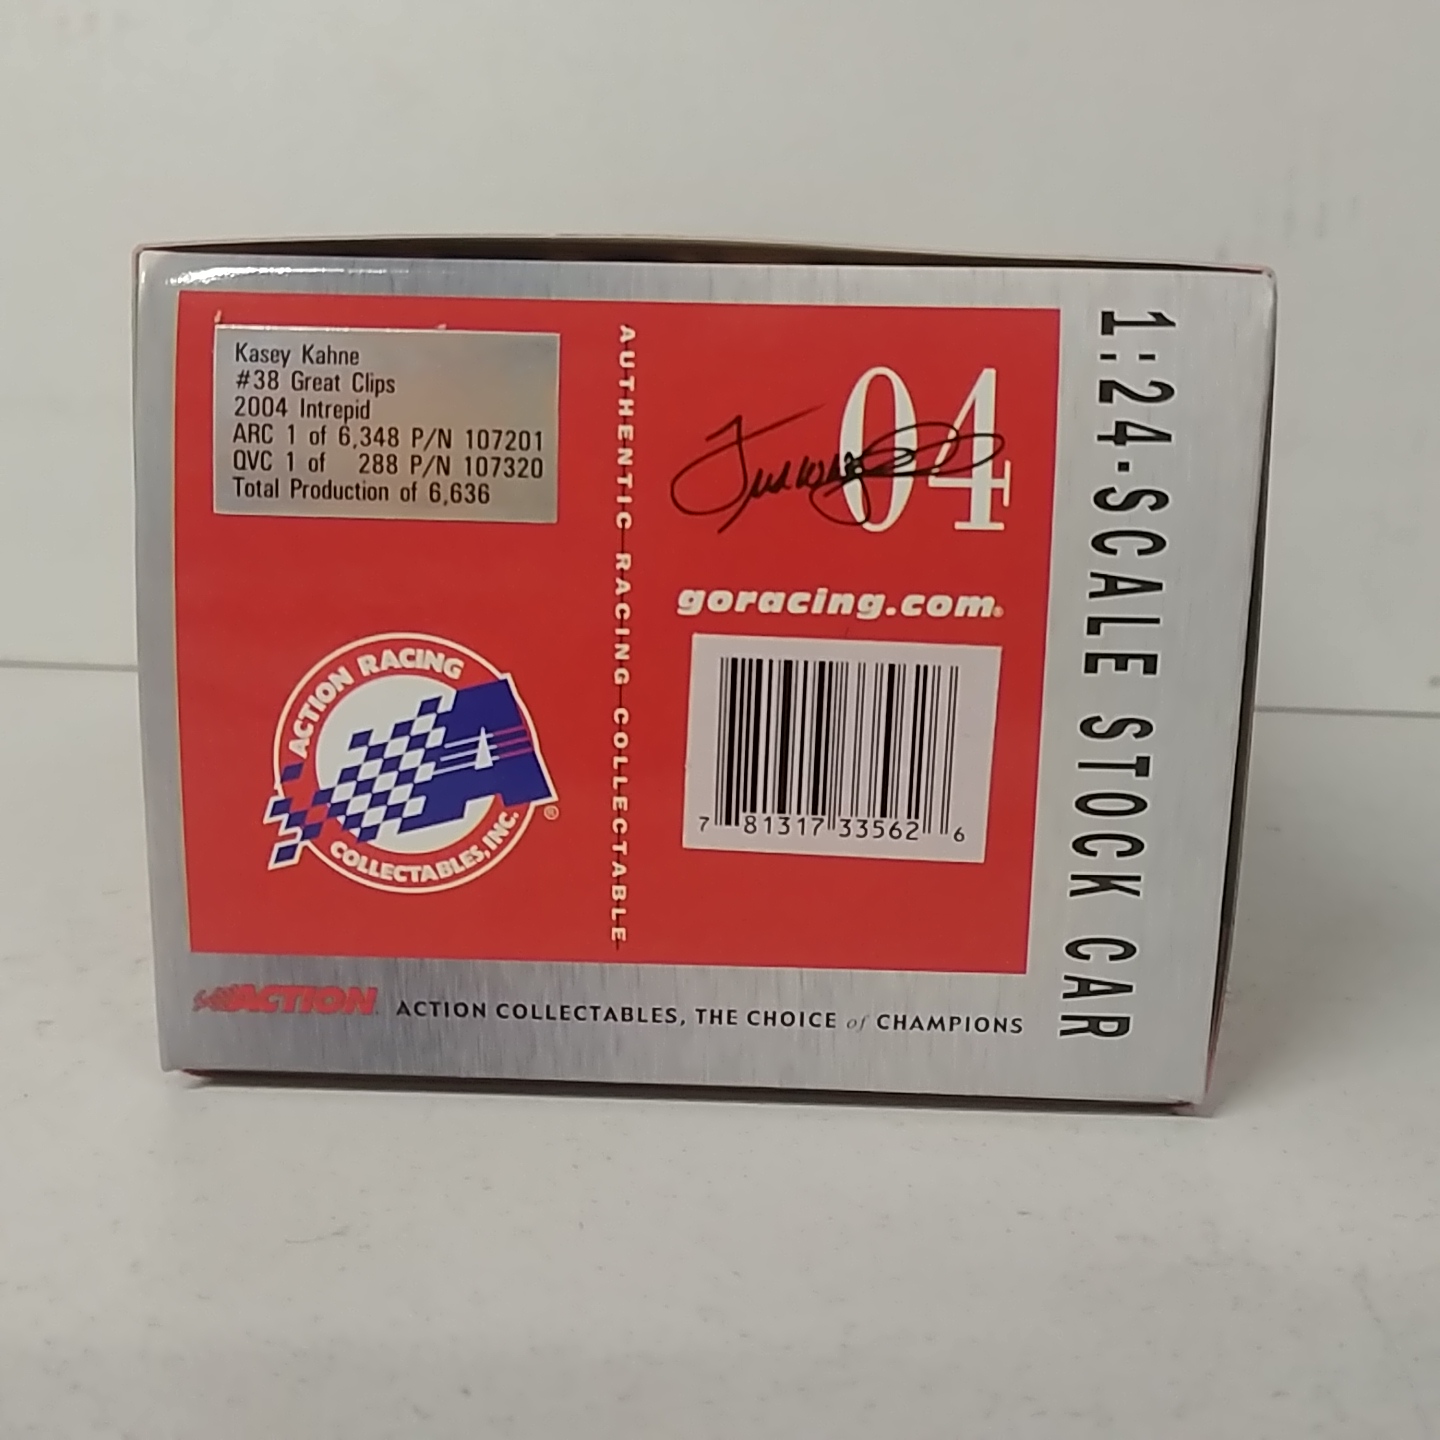 Kasey Kahne
#38 Great Clips
2004 Intrepid
ARC 1 of 6,348 P/N 107201
QVC 1 of 288 P/N 107320
Total Production of 6,636
ACTION RACING
COLLECTABLES, INC.
®
AUTHENTIC RACING COLLECTABLE
04
goracing.com
7 81317 33562 6
1:24-SCALE STOCK CAR
ACTION
ACTION COLLECTABLES, THE CHOICE of CHAMPIONS